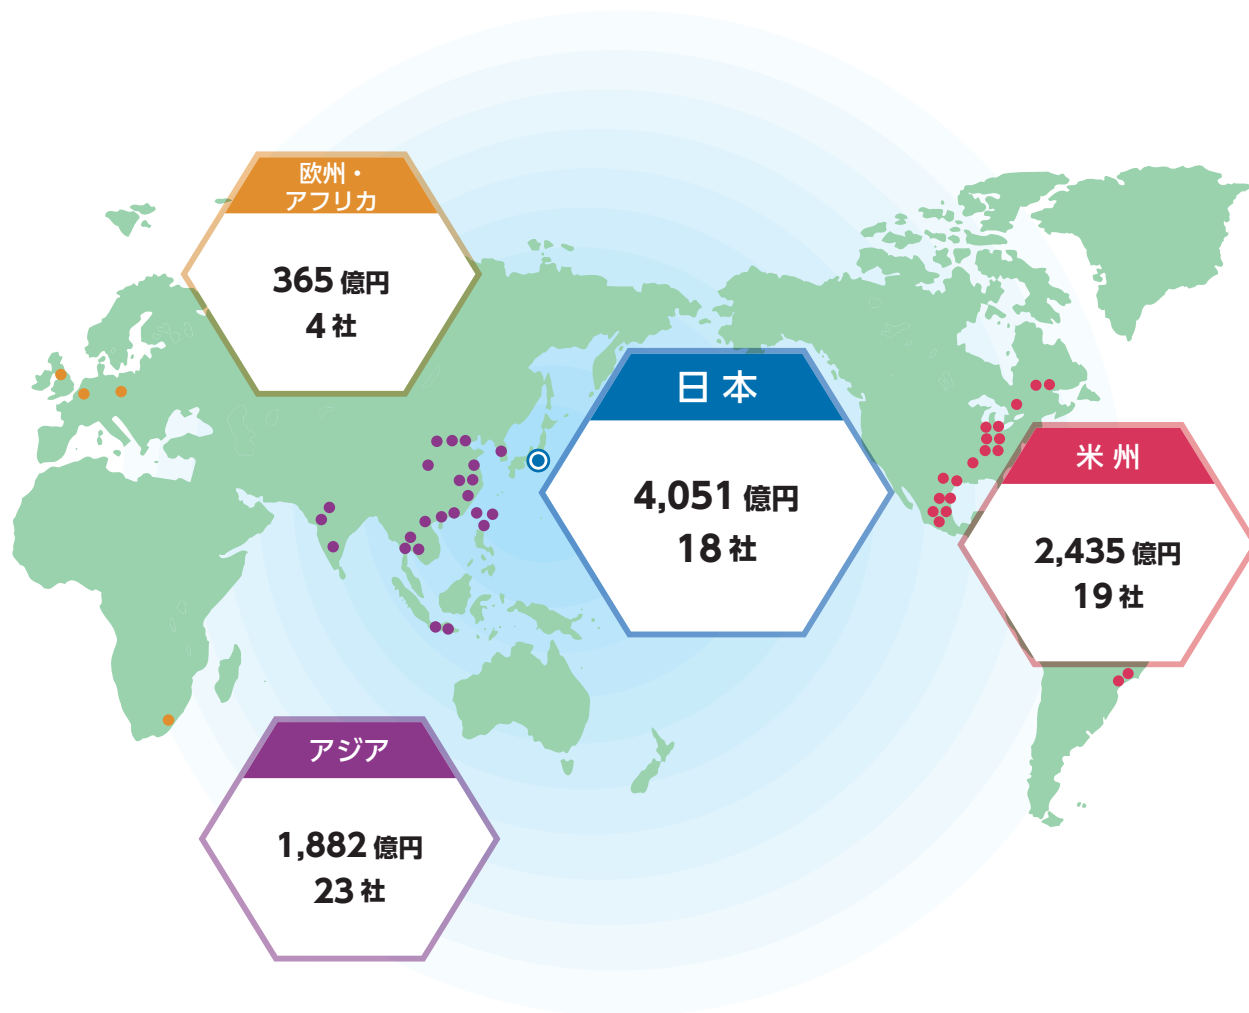 欧州・
アフリカ
365 億円
4 社
日本
4,051 億円
18 社
米州
2,435 億円
19 社
アジア
1,882 億円
23 社